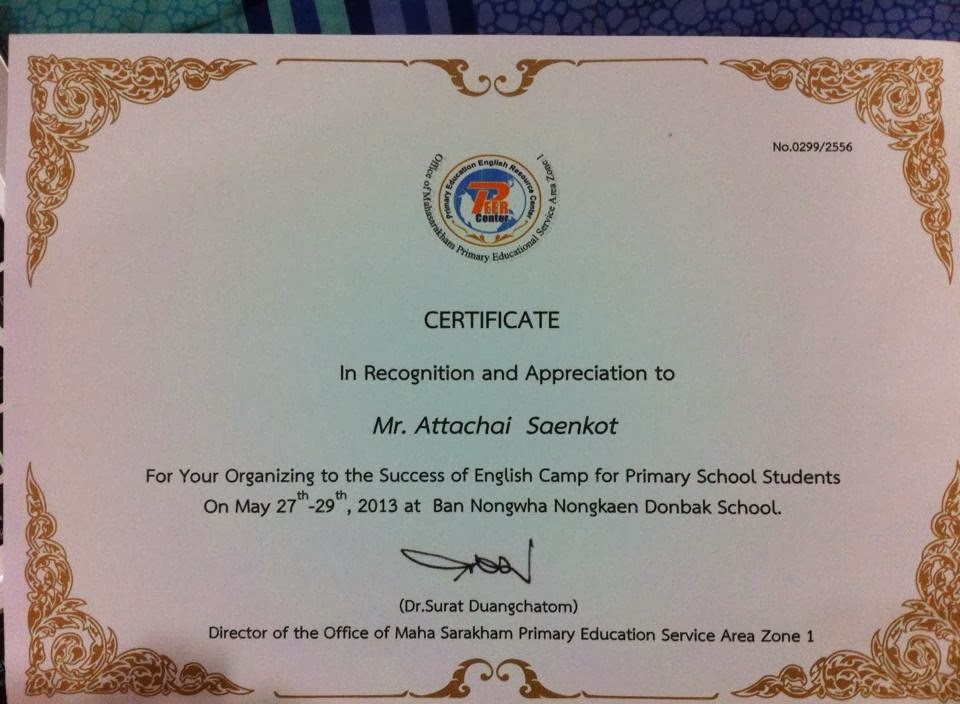 No.0299/2556
Office of Mahasarakham Primary Educational Service Area Zone 1
Primary Education English Resource Center
PEER
Center
CERTIFICATE
In Recognition and Appreciation to
Mr. Attachai Saenkot
For Your Organizing to the Success of English Camp for Primary School Students
On May 27th-29th, 2013 at Ban Nongwha Nongkaen Donbak School.
(Dr.Surat Duangchatom)
Director of the Office of Maha Sarakham Primary Education Service Area Zone 1